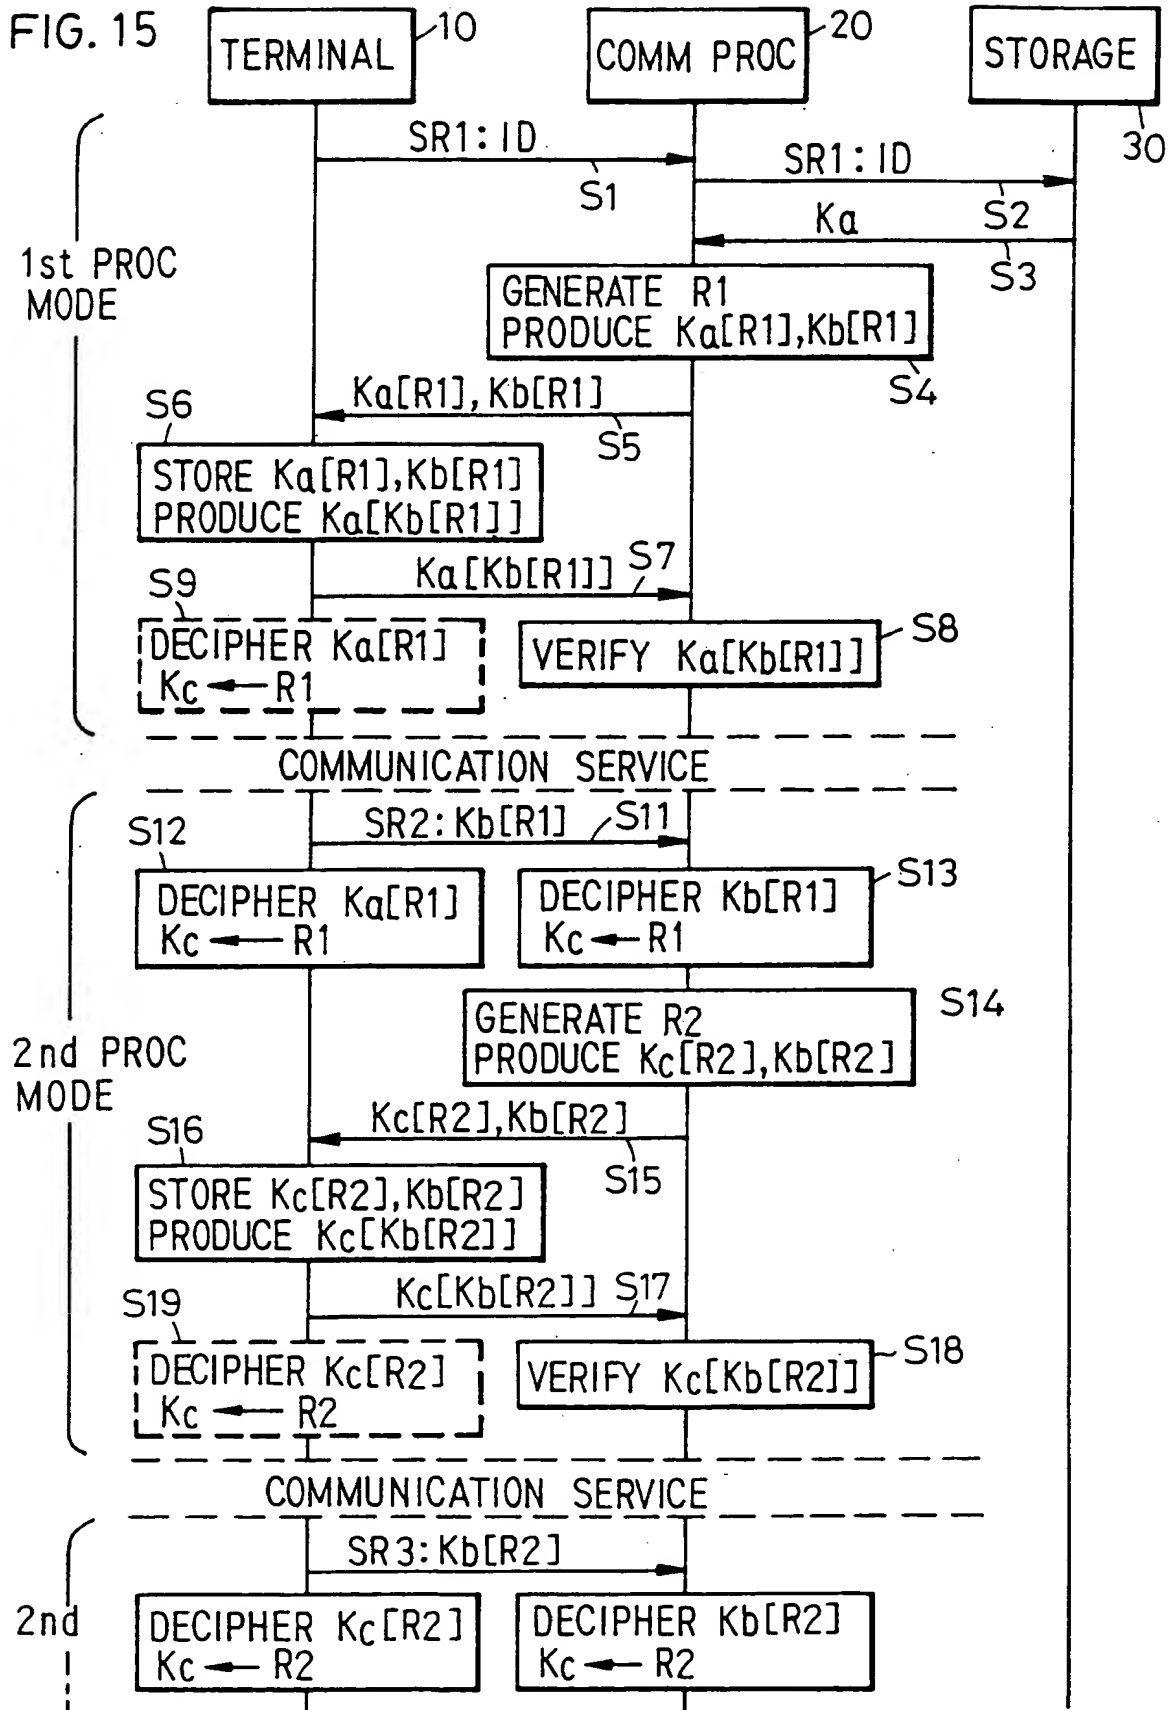 FIG. 15
TERMINAL
10
COMM PROC
20
STORAGE
30
1st PROC
MODE
SR1: ID
S1
SR1: ID
S2
Ka
S3
GENERATE R1
PRODUCE Ka[R1],Kb[R1]
S4
Ka[R1], Kb[R1]
S5
S6
STORE Ka[R1],Kb[R1]
PRODUCE Ka[Kb[R1]]
Ka[Kb[R1]]
S7
S9
DECIPHER Ka[R1]
Kc ← R1
VERIFY Ka[Kb[R1]]
S8
COMMUNICATION SERVICE
2nd PROC
MODE
SR2: Kb[R1]
S11
S12
DECIPHER Ka[R1]
Kc ← R1
DECIPHER Kb[R1]
Kc ← R1
S13
GENERATE R2
PRODUCE Kc[R2],Kb[R2]
S14
Kc[R2],Kb[R2]
S15
S16
STORE Kc[R2],Kb[R2]
PRODUCE Kc[Kb[R2]]
Kc[Kb[R2]]
S17
S19
DECIPHER Kc[R2]
Kc ← R2
VERIFY Kc[Kb[R2]]
S18
COMMUNICATION SERVICE
2nd
SR3: Kb[R2]
DECIPHER Kc[R2]
Kc ← R2
DECIPHER Kb[R2]
Kc ← R2